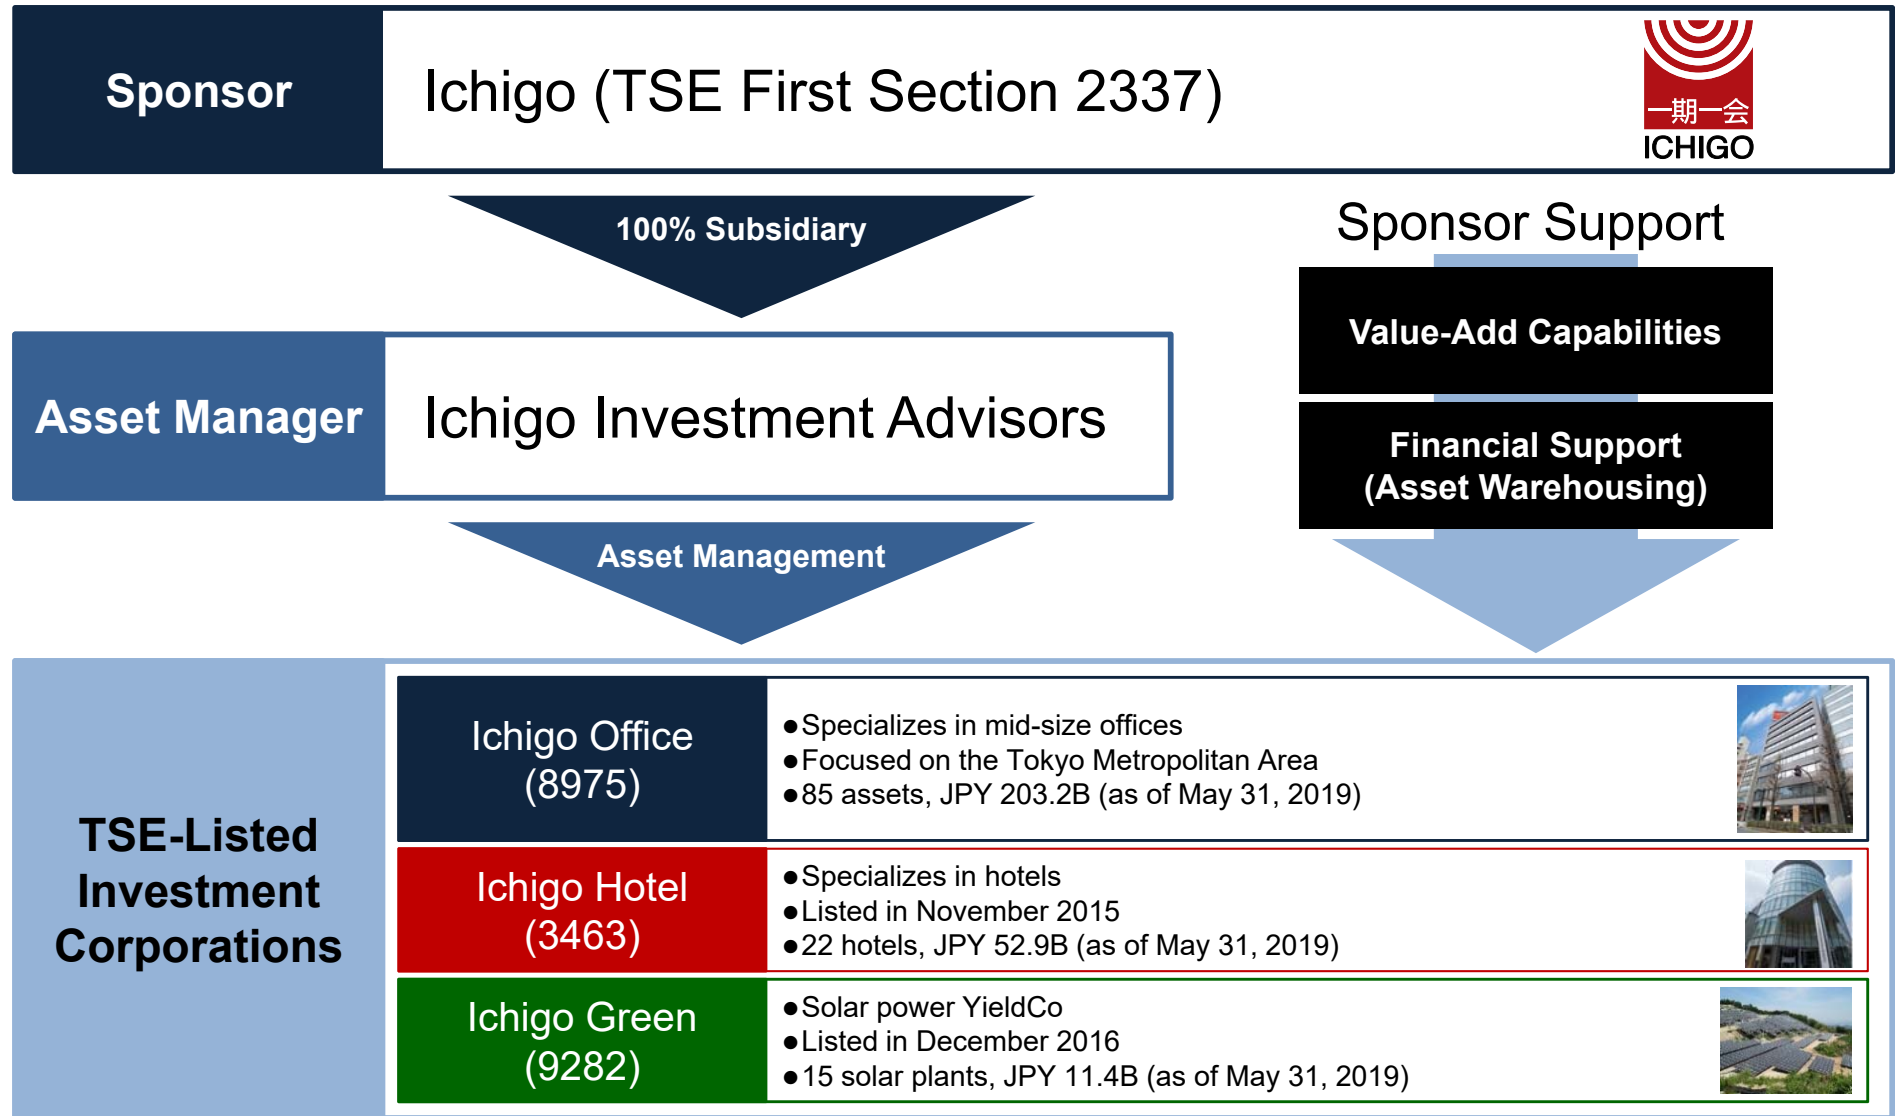 Sponsor
Ichigo (TSE First Section 2337)
一期一会
ICHIGO
100% Subsidiary
Sponsor Support
Value-Add Capabilities
Financial Support
(Asset Warehousing)
Asset Manager
Ichigo Investment Advisors
Asset Management
TSE-Listed
Investment
Corporations
Ichigo Office
(8975)
●Specializes in mid-size offices
●Focused on the Tokyo Metropolitan Area
●85 assets, JPY 203.2B (as of May 31, 2019)
Ichigo Hotel
(3463)
●Specializes in hotels
●Listed in November 2015
●22 hotels, JPY 52.9B (as of May 31, 2019)
Ichigo Green
(9282)
●Solar power YieldCo
●Listed in December 2016
●15 solar plants, JPY 11.4B (as of May 31, 2019)